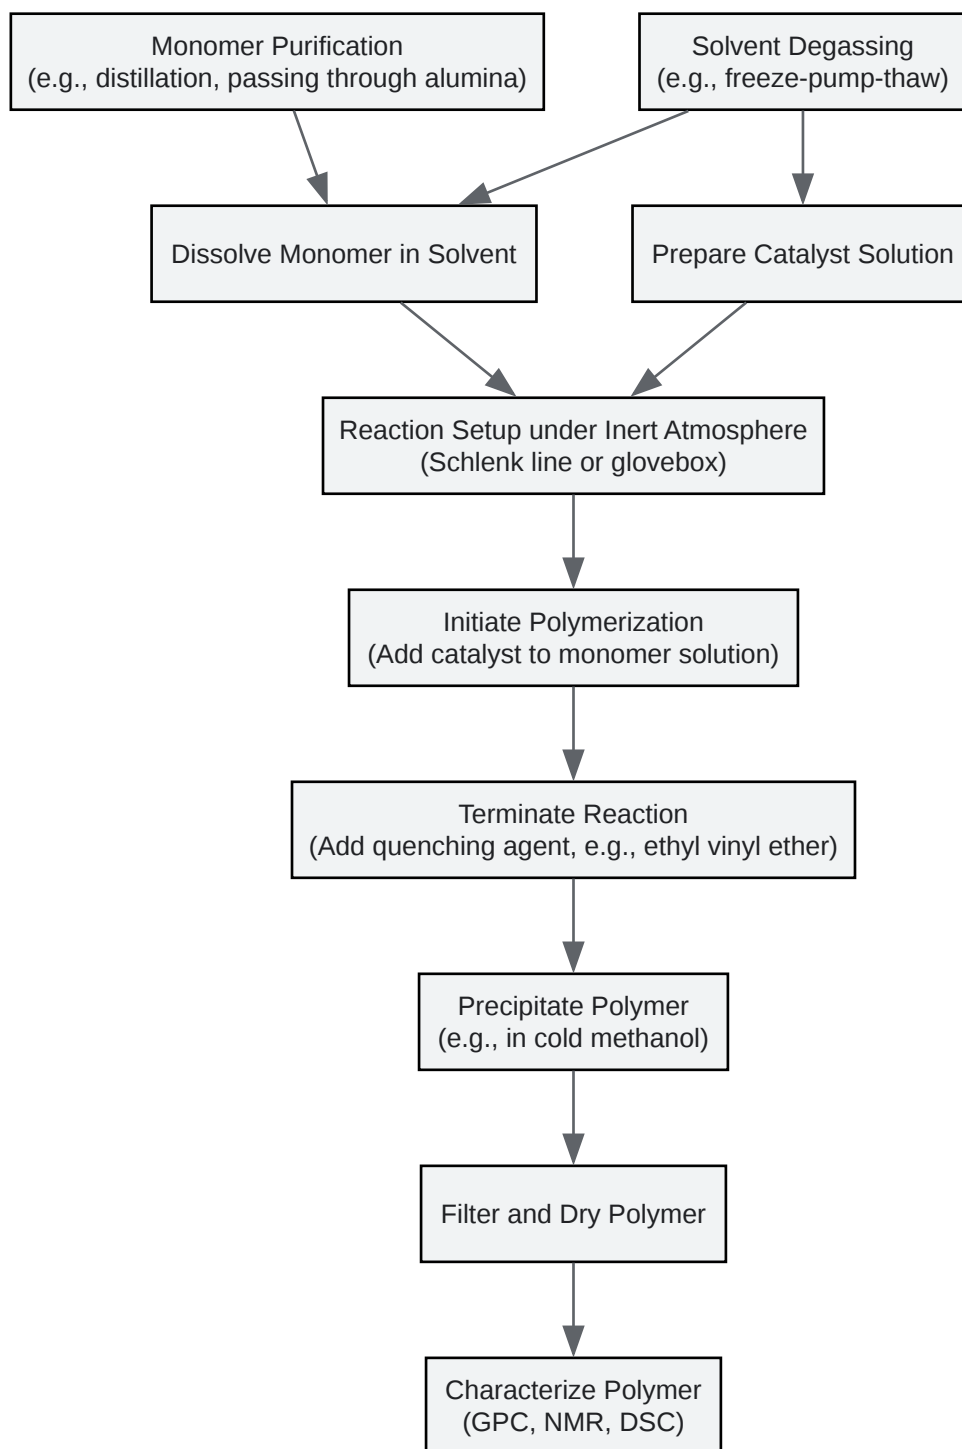 Monomer Purification
(e.g., distillation, passing through alumina)
Solvent Degassing
(e.g., freeze-pump-thaw)
Dissolve Monomer in Solvent
Prepare Catalyst Solution
Reaction Setup under Inert Atmosphere
(Schlenk line or glovebox)
Initiate Polymerization
(Add catalyst to monomer solution)
Terminate Reaction
(Add quenching agent, e.g., ethyl vinyl ether)
Precipitate Polymer
(e.g., in cold methanol)
Filter and Dry Polymer
Characterize Polymer
(GPC, NMR, DSC)